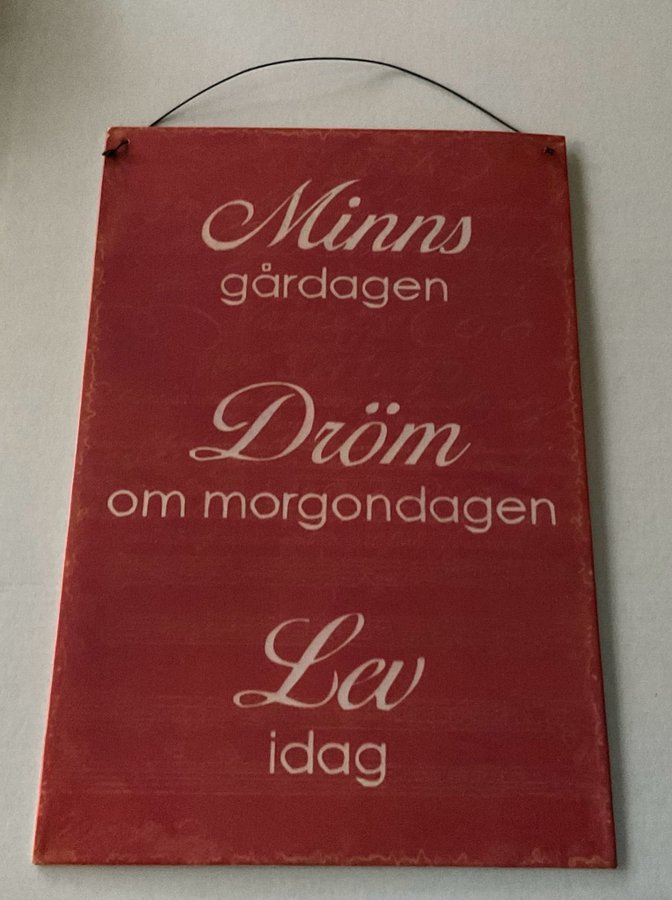 Minns
gårdagen
Dröm
om morgondagen
Lev
idag